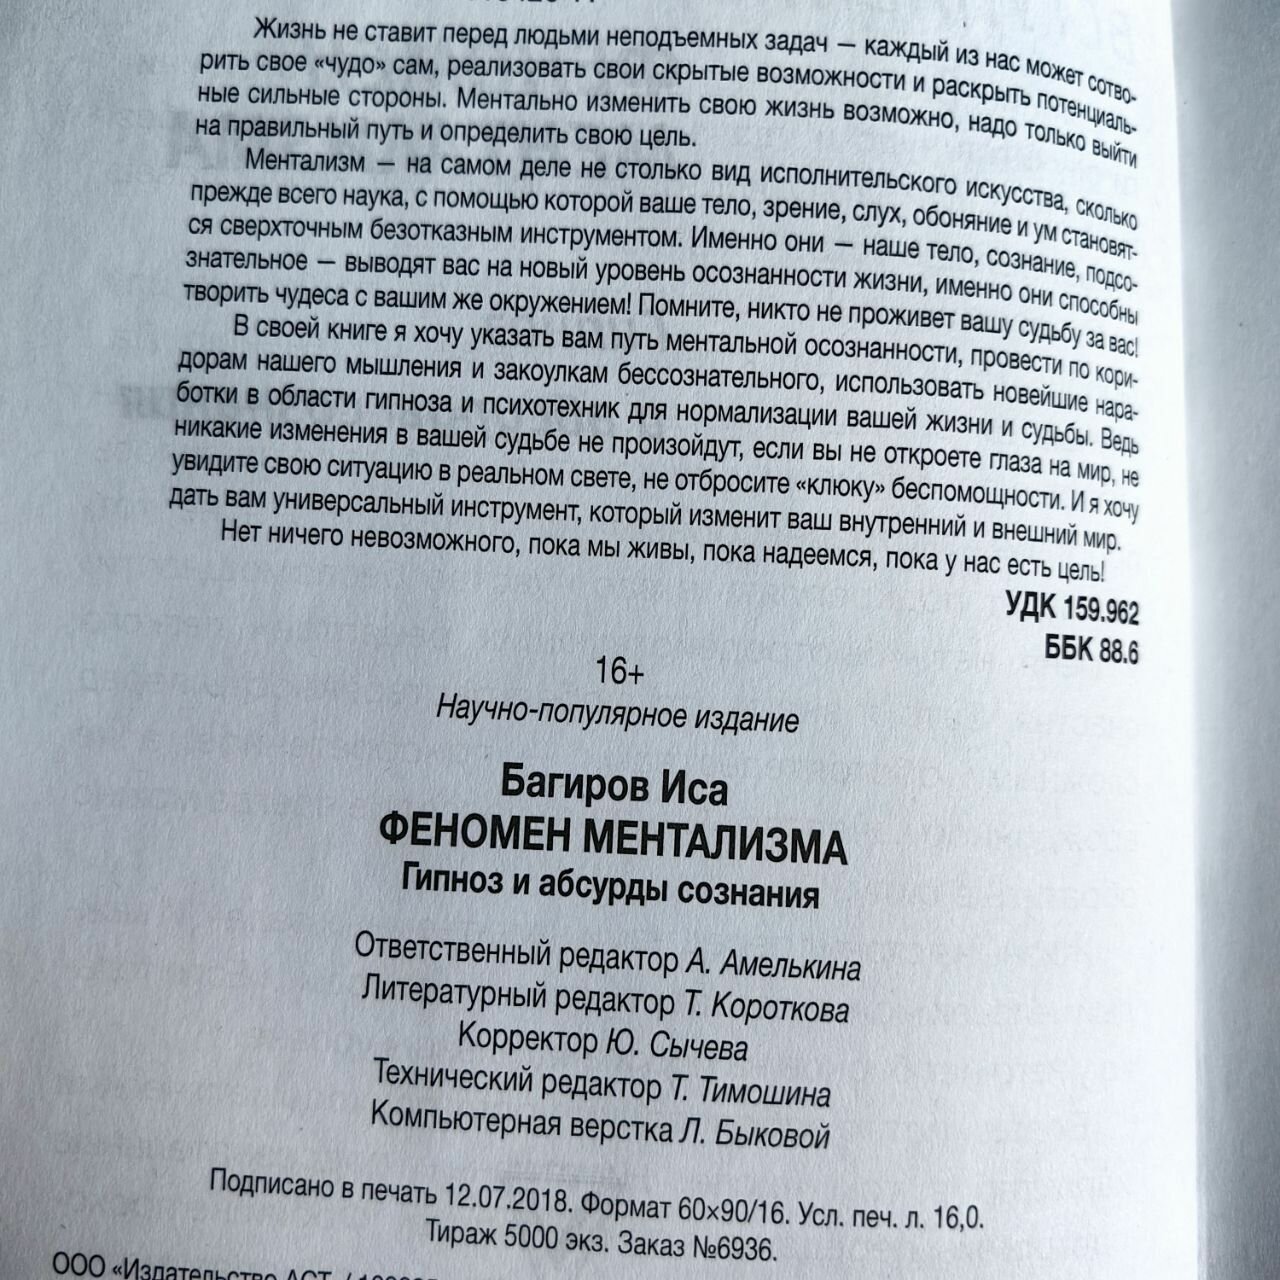 Жизнь не ставит перед людьми неподъемных задач — каждый из нас может сотво-
рить свое «чудо» сам, реализовать свои скрытые возможности и раскрыть потенциаль-
ные сильные стороны. Ментально изменить свою жизнь возможно, надо только выйти
на правильный путь и определить свою цель.
Ментализм — на самом деле не столько вид исполнительского искусства, сколько
прежде всего наука, с помощью которой ваше тело, зрение, слух, обоняние и ум становят-
ся сверхточным безотказным инструментом. Именно они — наше тело, сознание, подсо-
знательное — выводят вас на новый уровень осознанности жизни, именно они способны
творить чудеса с вашим же окружением! Помните, никто не проживет вашу судьбу за вас!
В своей книге я хочу указать вам путь ментальной осознанности, провести по кори-
дорам нашего мышления и закоулкам бессознательного, использовать новейшие нара-
ботки в области гипноза и психотехник для нормализации вашей жизни и судьбы. Ведь
никакие изменения в вашей судьбе не произойдут, если вы не откроете глаза на мир, не
увидите свою ситуацию в реальном свете, не отбросите «клюку» беспомощности. И я хочу
дать вам универсальный инструмент, который изменит ваш внутренний и внешний мир.
Нет ничего невозможного, пока мы живы, пока надеемся, пока у нас есть цель!
УДК 159.962
ББК 88.6
16+
Научно-популярное издание
Багиров Иса
ФЕНОМЕН МЕНТАЛИЗМА
Гипноз и абсурды сознания
Ответственный редактор А. Амелькина
Литературный редактор Т. Короткова
Корректор Ю. Сычева
Технический редактор Т. Тимошина
Компьютерная верстка Л. Быковой
Подписано в печать 12.07.2018. Формат 60×90/16. Усл. печ. л. 16,0.
Тираж 5000 экз. Заказ №6936.
ООО «Издательство АСТ»